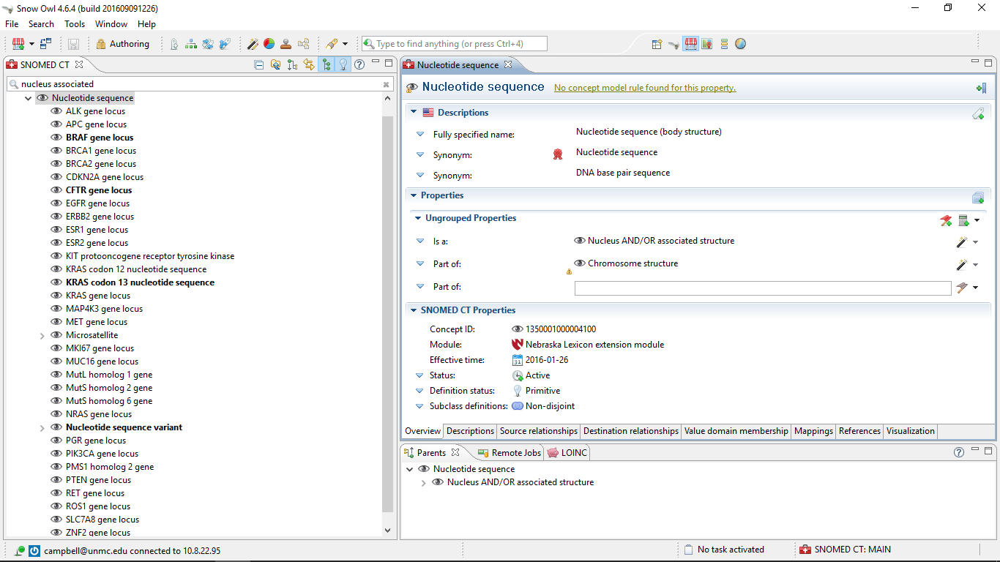 Snow Owl 4.6.4 (build 201609091226)
File Search Tools Window Help
Authoring
Type to find anything (or press Ctrl+4)
SNOMED CT
nucleus associated
Nucleotide sequence
ALK gene locus
APC gene locus
BRAF gene locus
BRCA1 gene locus
BRCA2 gene locus
CDKN2A gene locus
CFTR gene locus
EGFR gene locus
ERBB2 gene locus
ESR1 gene locus
ESR2 gene locus
KIT protooncogene receptor tyrosine kinase
KRAS codon 12 nucleotide sequence
KRAS codon 13 nucleotide sequence
KRAS gene locus
MAP4K3 gene locus
MET gene locus
Microsatellite
MKI67 gene locus
MUC16 gene locus
MutL homolog 1 gene
MutS homolog 2 gene
MutS homolog 6 gene
NRAS gene locus
Nucleotide sequence variant
PGR gene locus
PIK3CA gene locus
PMS1 homolog 2 gene
PTEN gene locus
RET gene locus
ROS1 gene locus
SLC7A8 gene locus
ZNF2 gene locus
Nucleotide sequence
Nucleotide sequence No concept model rule found for this property.
Descriptions
Fully specified name: Nucleotide sequence (body structure)
Synonym: Nucleotide sequence
Synonym: DNA base pair sequence
Properties
Ungrouped Properties
Is a: Nucleus AND/OR associated structure
Part of: Chromosome structure
Part of:
SNOMED CT Properties
Concept ID: 1350001000004100
Module: Nebraska Lexicon extension module
Effective time: 31 2016-01-26
Status: Active
Definition status: Primitive
Subclass definitions: Non-disjoint
Overview Descriptions Source relationships Destination relationships Value domain membership Mappings References Visualization
Parents Remote Jobs LOINC
Nucleotide sequence
Nucleus AND/OR associated structure
campbell@unmc.edu connected to 10.8.22.95
No task activated
SNOMED CT: MAIN